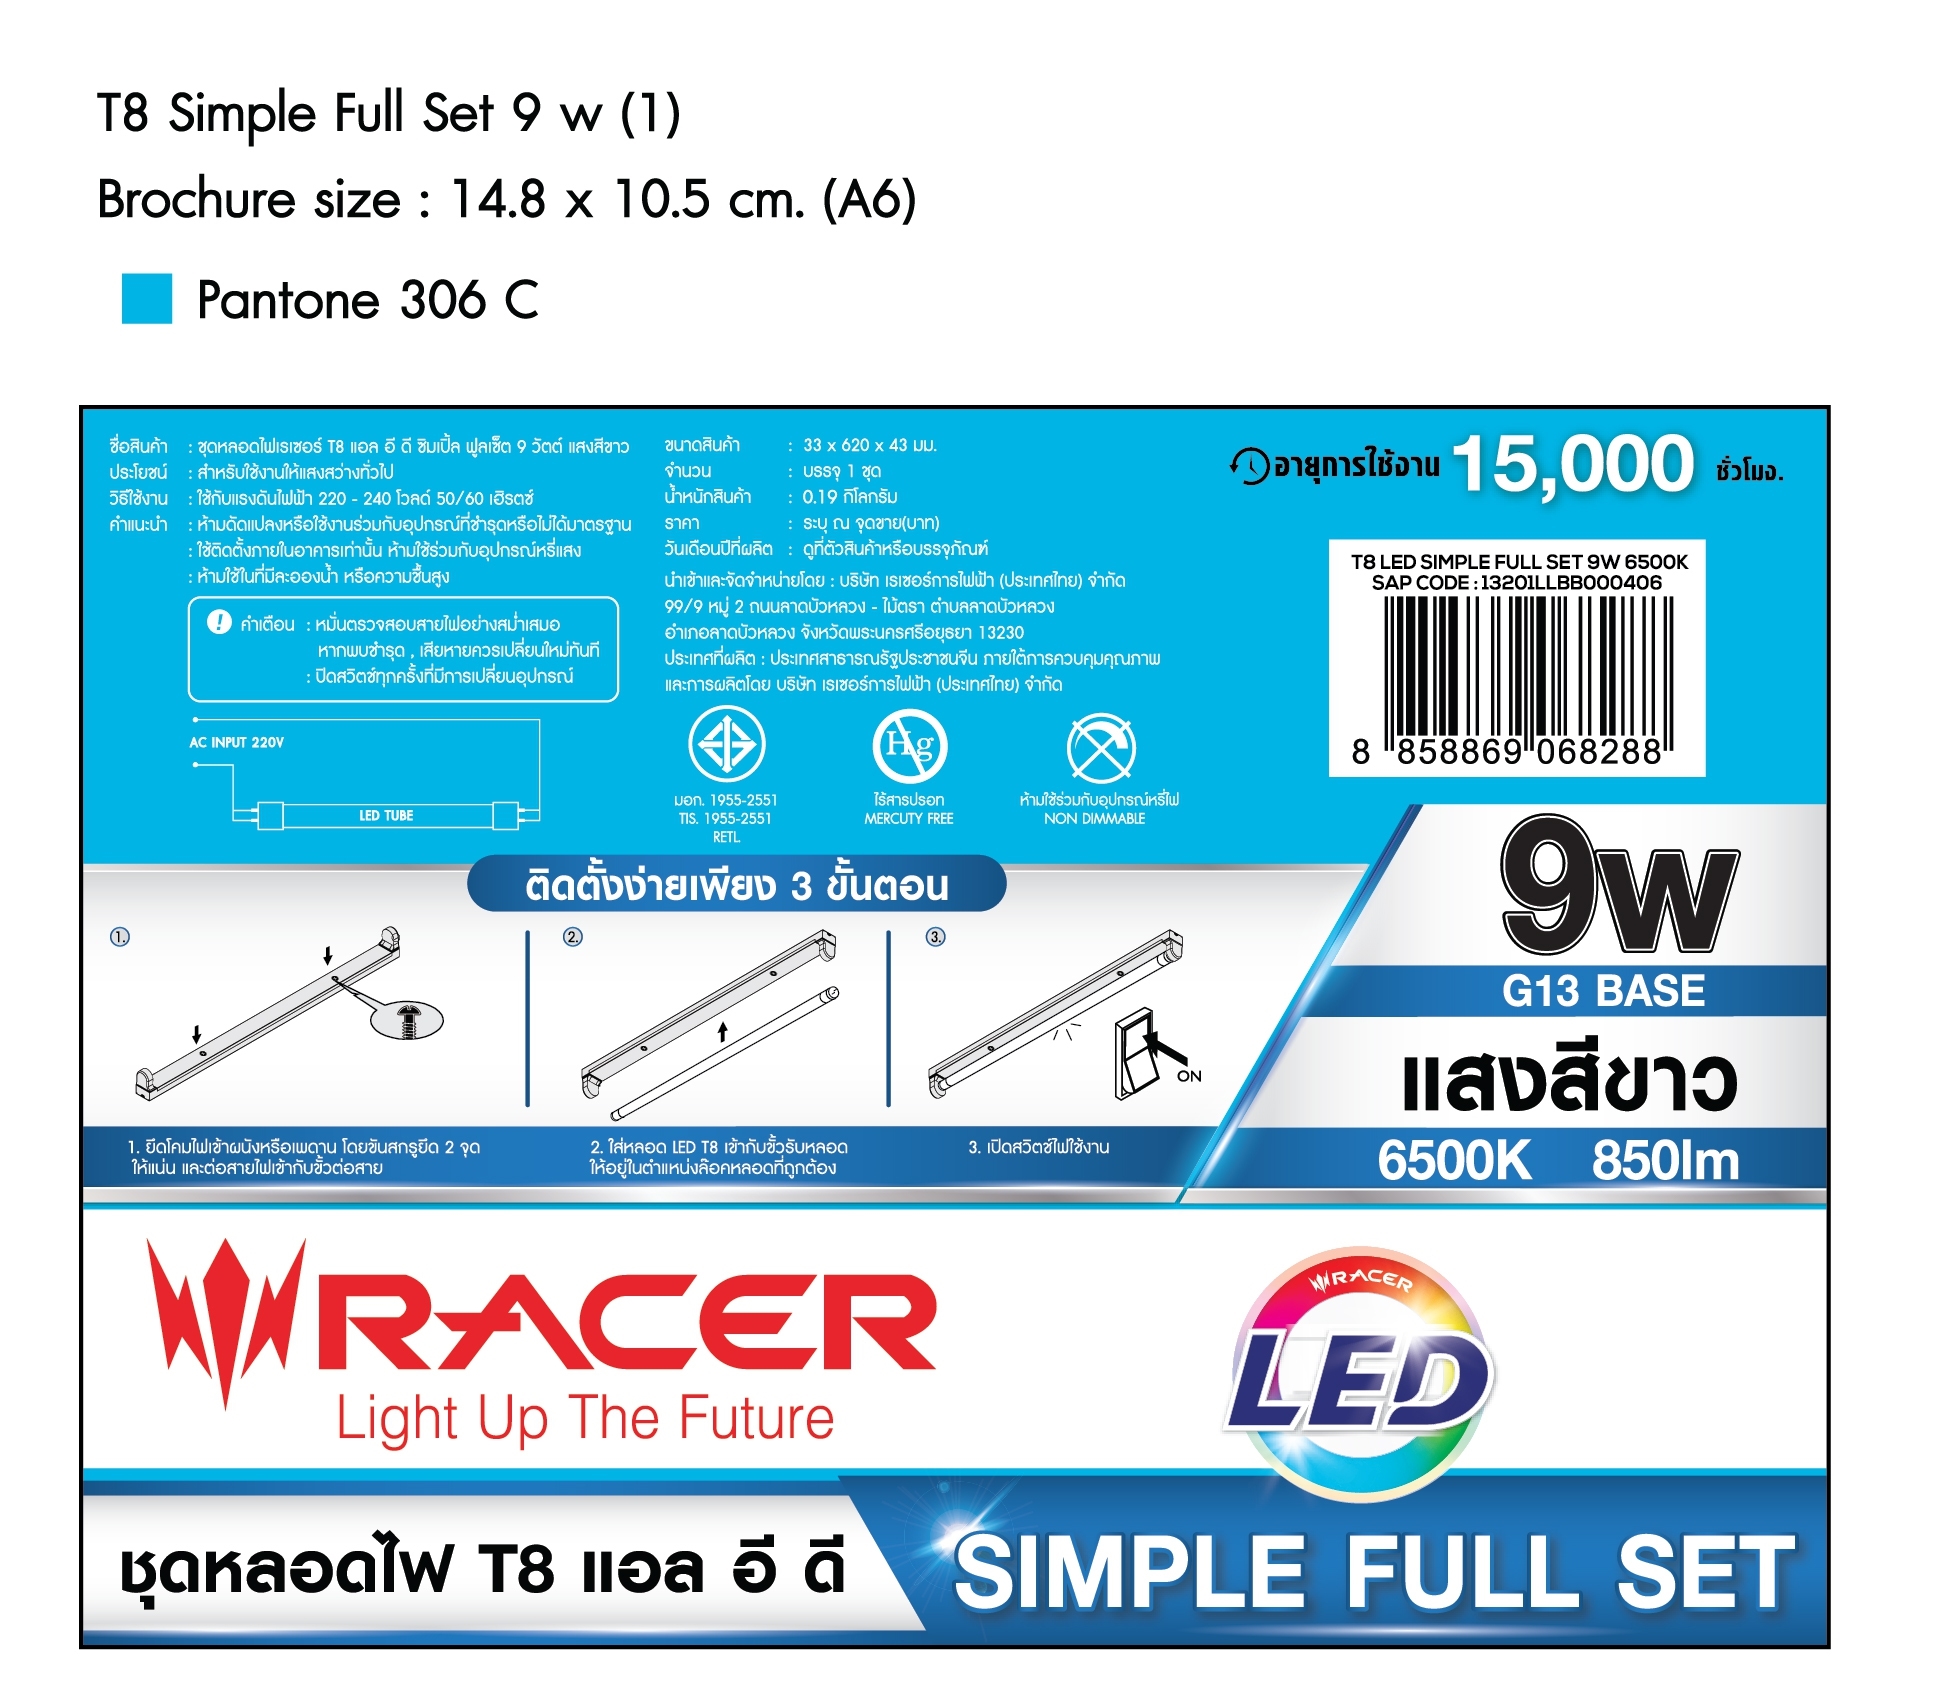 T8 Simple Full Set 9 w (1)
Brochure size : 14.8 x 10.5 cm. (A6)
Pantone 306 C
ชื่อสินค้า : ชุดหลอดไฟเรเซอร์ T8 แอล อี ดี ซิมเปิ้ล ฟูลเซ็ต 9 วัตต์ แสงสีขาว
ประโยชน์ : สำหรับใช้งานให้แสงสว่างทั่วไป
วิธีใช้งาน : ใช้กับแรงดันไฟฟ้า 220 - 240 โวลต์ 50/60 เฮิรตซ์
คำแนะนำ : ห้ามดัดแปลงหรือใช้งานร่วมกับอุปกรณ์ที่ชำรุดหรือไม่ได้มาตรฐาน
: ใช้ติดตั้งภายในอาคารเท่านั้น ห้ามใช้ร่วมกับอุปกรณ์หรี่แสง
: ห้ามใช้ในที่มีละอองน้ำ หรือความชื้นสูง
! คำเตือน : หมั่นตรวจสอบสายไฟอย่างสม่ำเสมอ
หากพบชำรุด , เสียหายควรเปลี่ยนใหม่ทันที
: ปิดสวิตช์ทุกครั้งที่มีการเปลี่ยนอุปกรณ์
AC INPUT 220V
LED TUBE
ขนาดสินค้า : 33 x 620 x 43 มม.
จำนวน : บรรจุ 1 ชุด
น้ำหนักสินค้า : 0.19 กิโลกรัม
ราคา : ระบุ ณ จุดขาย(บาท)
วันเดือนปีที่ผลิต : ดูที่ตัวสินค้าหรือบรรจุภัณฑ์
นำเข้าและจัดจำหน่ายโดย : บริษัท เรเซอร์การไฟฟ้า (ประเทศไทย) จำกัด
99/9 หมู่ 2 ถนนลาดบัวหลวง - ไม้ตรา ตำบลลาดบัวหลวง
อำเภอลาดบัวหลวง จังหวัดพระนครศรีอยุธยา 13230
ประเทศที่ผลิต : ประเทศสาธารณรัฐประชาชนจีน ภายใต้การควบคุมคุณภาพ
และการผลิตโดย บริษัท เรเซอร์การไฟฟ้า (ประเทศไทย) จำกัด
มอก. 1955-2551
TIS. 1955-2551
RETL.
Hg
ไร้สารปรอท
MERCUTY FREE
ห้ามใช้ร่วมกับอุปกรณ์หรี่ไฟ
NON DIMMABLE
อายุการใช้งาน 15,000 ชั่วโมง.
T8 LED SIMPLE FULL SET 9W 6500K
SAP CODE : 13201LLBB000406
8 858869 068288
ติดตั้งง่ายเพียง 3 ขั้นตอน
1.
2.
3.
ON
1. ยึดโคมไฟเข้าผนังหรือเพดาน โดยขันสกรูยึด 2 จุด
ให้แน่น และต่อสายไฟเข้ากับขั้วต่อสาย
2. ใส่หลอด LED T8 เข้ากับขั้วรับหลอด
ให้อยู่ในตำแหน่งล๊อคหลอดที่ถูกต้อง
3. เปิดสวิตช์ไฟใช้งาน
9W
G13 BASE
แสงสีขาว
6500K 850lm
RACER
Light Up The Future
RACER
LED
ชุดหลอดไฟ T8 แอล อี ดี
SIMPLE FULL SET